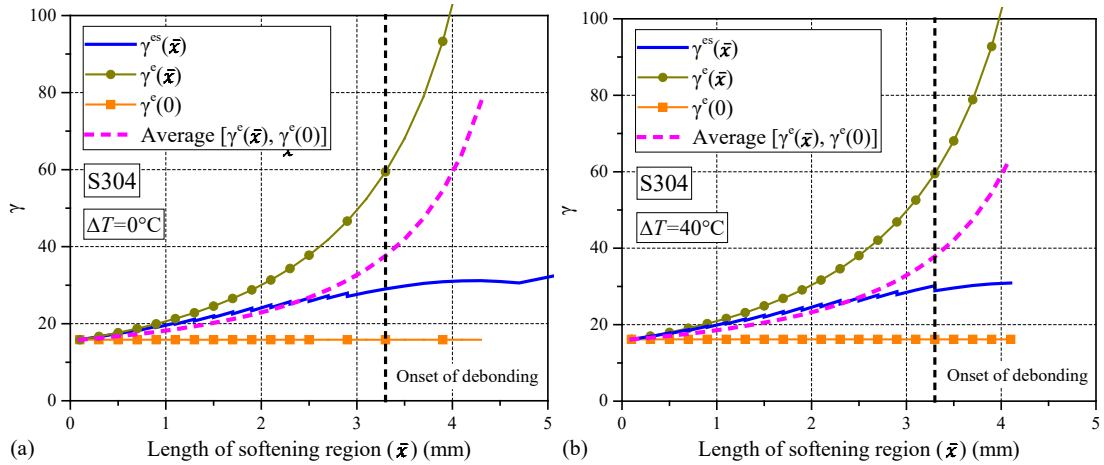 100
80
60
40
20
0
γ
γᵉˢ(x̄)
γᵉ(x̄)
γᵉ(0)
Average [γᵉ(x̄), γᵉ(0)]
S304
ΔT=0°C
Onset of debonding
0 1 2 3 4 5
(a)
Length of softening region (x̄) (mm)
100
80
60
40
20
0
γ
γᵉˢ(x̄)
γᵉ(x̄)
γᵉ(0)
Average [γᵉ(x̄), γᵉ(0)]
S304
ΔT=40°C
Onset of debonding
0 1 2 3 4 5
(b)
Length of softening region (x̄) (mm)